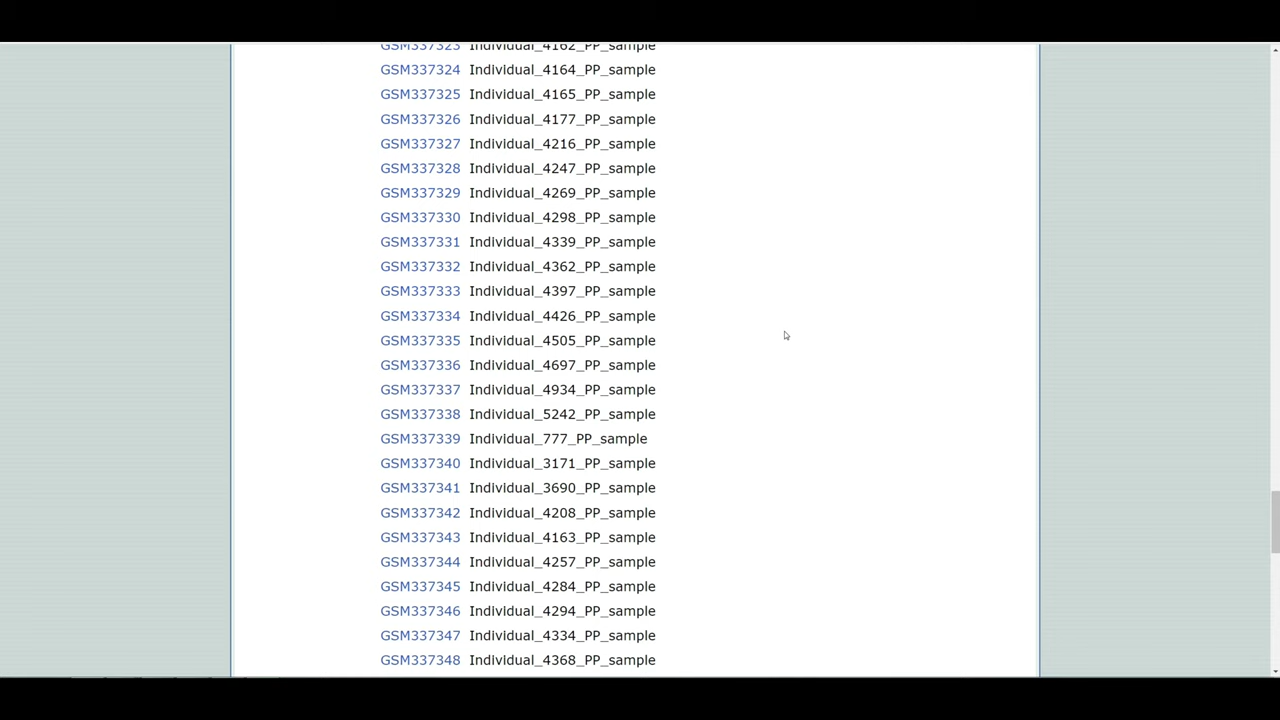 GSM337323 Individual_4162_PP_sample
GSM337324 Individual_4164_PP_sample
GSM337325 Individual_4165_PP_sample
GSM337326 Individual_4177_PP_sample
GSM337327 Individual_4216_PP_sample
GSM337328 Individual_4247_PP_sample
GSM337329 Individual_4269_PP_sample
GSM337330 Individual_4298_PP_sample
GSM337331 Individual_4339_PP_sample
GSM337332 Individual_4362_PP_sample
GSM337333 Individual_4397_PP_sample
GSM337334 Individual_4426_PP_sample
GSM337335 Individual_4505_PP_sample
GSM337336 Individual_4697_PP_sample
GSM337337 Individual_4934_PP_sample
GSM337338 Individual_5242_PP_sample
GSM337339 Individual_777_PP_sample
GSM337340 Individual_3171_PP_sample
GSM337341 Individual_3690_PP_sample
GSM337342 Individual_4208_PP_sample
GSM337343 Individual_4163_PP_sample
GSM337344 Individual_4257_PP_sample
GSM337345 Individual_4284_PP_sample
GSM337346 Individual_4294_PP_sample
GSM337347 Individual_4334_PP_sample
GSM337348 Individual_4368_PP_sample